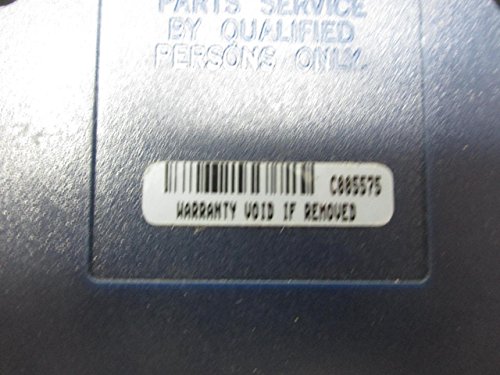 PARTS SERVICE
BY QUALIFIED
PERSONS ONLY.
C005575
WARRANTY VOID IF REMOVED